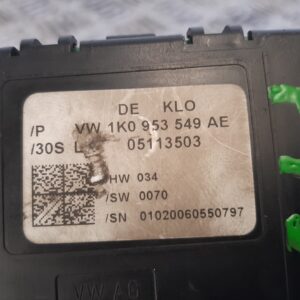 DE KLO
/P VW 1K0 953 549 AE
/30S L 05113503
HW 034
/SW 0070
/SN 01020060550797
VW AG